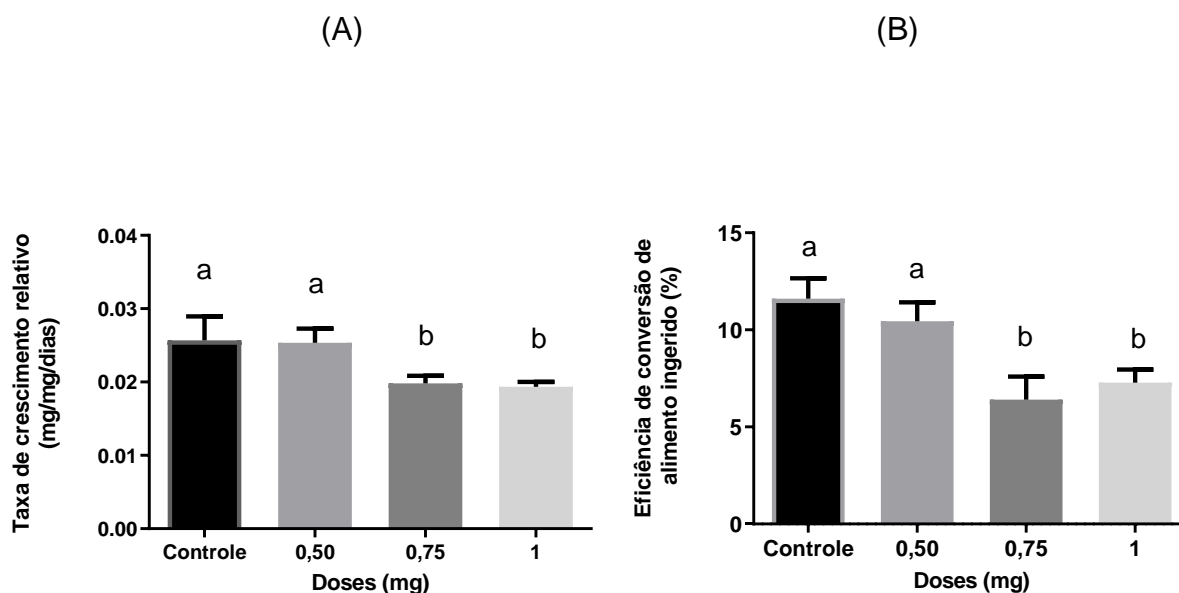 (A)
(B)
Taxa de crescimento relativo
(mg/mg/dias)
0.04
0.03
0.02
0.01
0.00
a
a
b
b
Controle
0,50
0,75
1
Doses (mg)
Eficiência de conversão de
alimento ingerido (%)
15
10
5
0
a
a
b
b
Controle
0,50
0,75
1
Doses (mg)